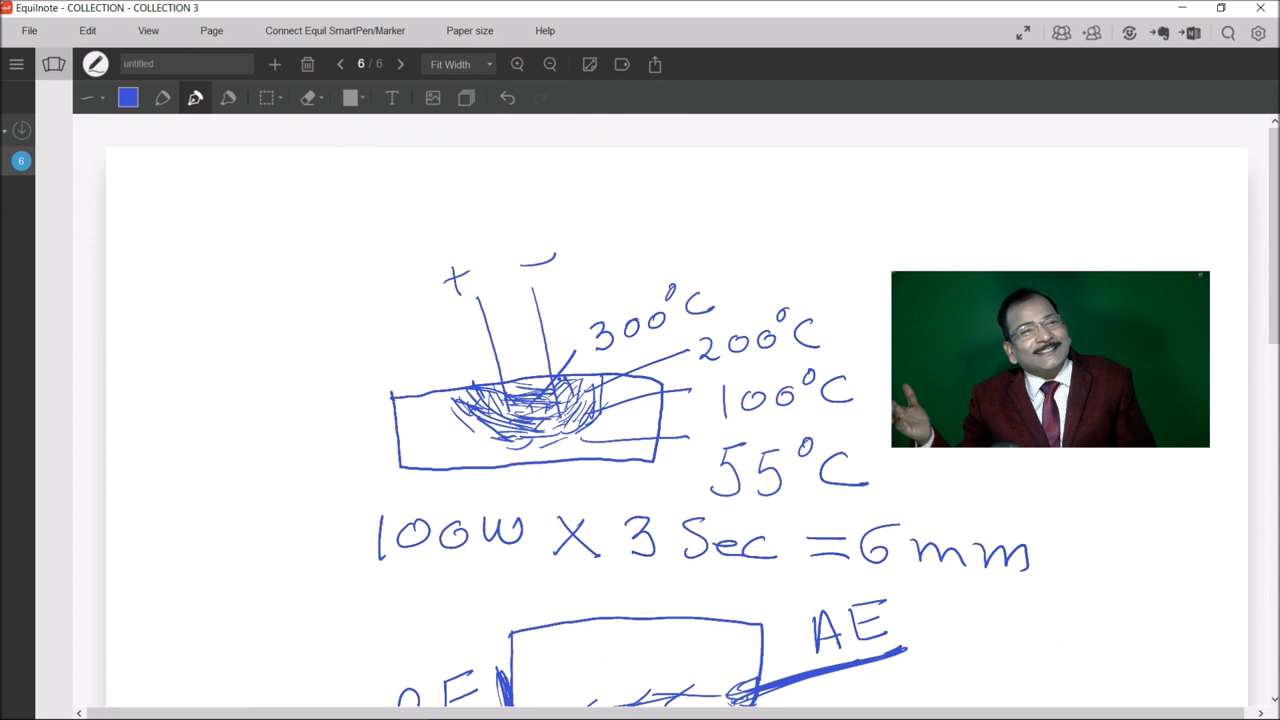 Equilnote - COLLECTION - COLLECTION 3
File Edit View Page Connect Equil SmartPen/Marker Paper size Help
untitled 6 / 6 Fit Width
T
6
+ −
300°C
200°C
100°C
55°C
100W X 3 Sec = 6 mm
AE